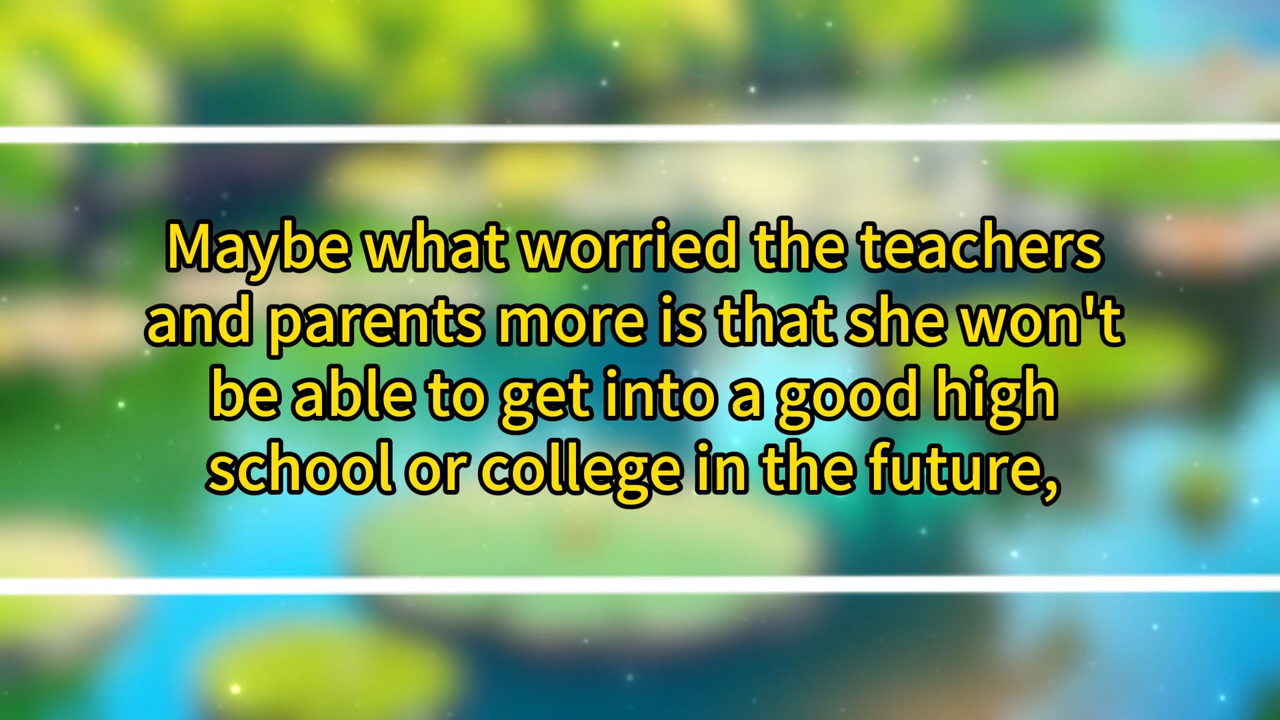 Maybe what worried the teachers
and parents more is that she won't
be able to get into a good high
school or college in the future,